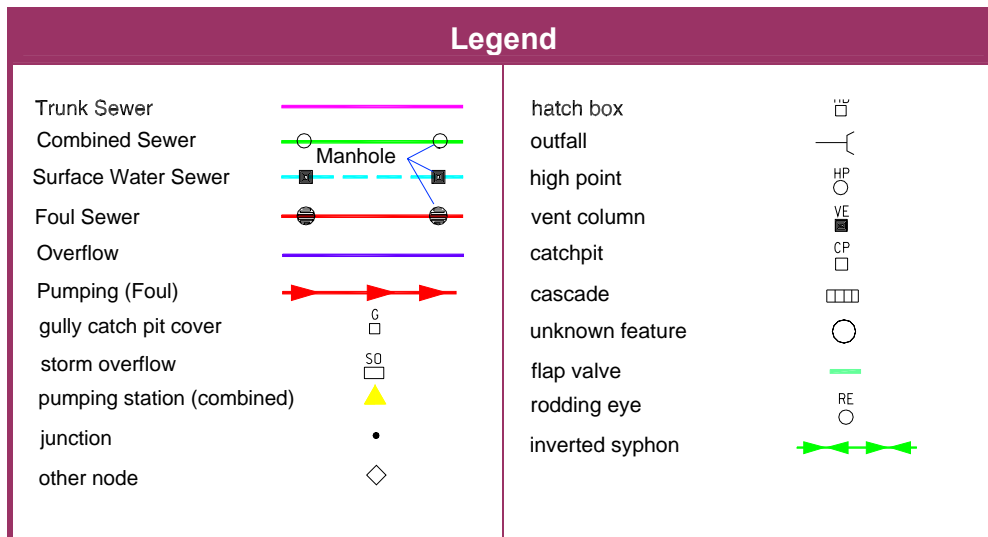 Legend
Trunk Sewer
Combined Sewer
Manhole
Surface Water Sewer
Foul Sewer
Overflow
Pumping (Foul)
gully catch pit cover
G
storm overflow
SO
pumping station (combined)
junction
other node
hatch box
outfall
high point
HP
vent column
VE
catchpit
CP
cascade
unknown feature
flap valve
rodding eye
RE
inverted syphon